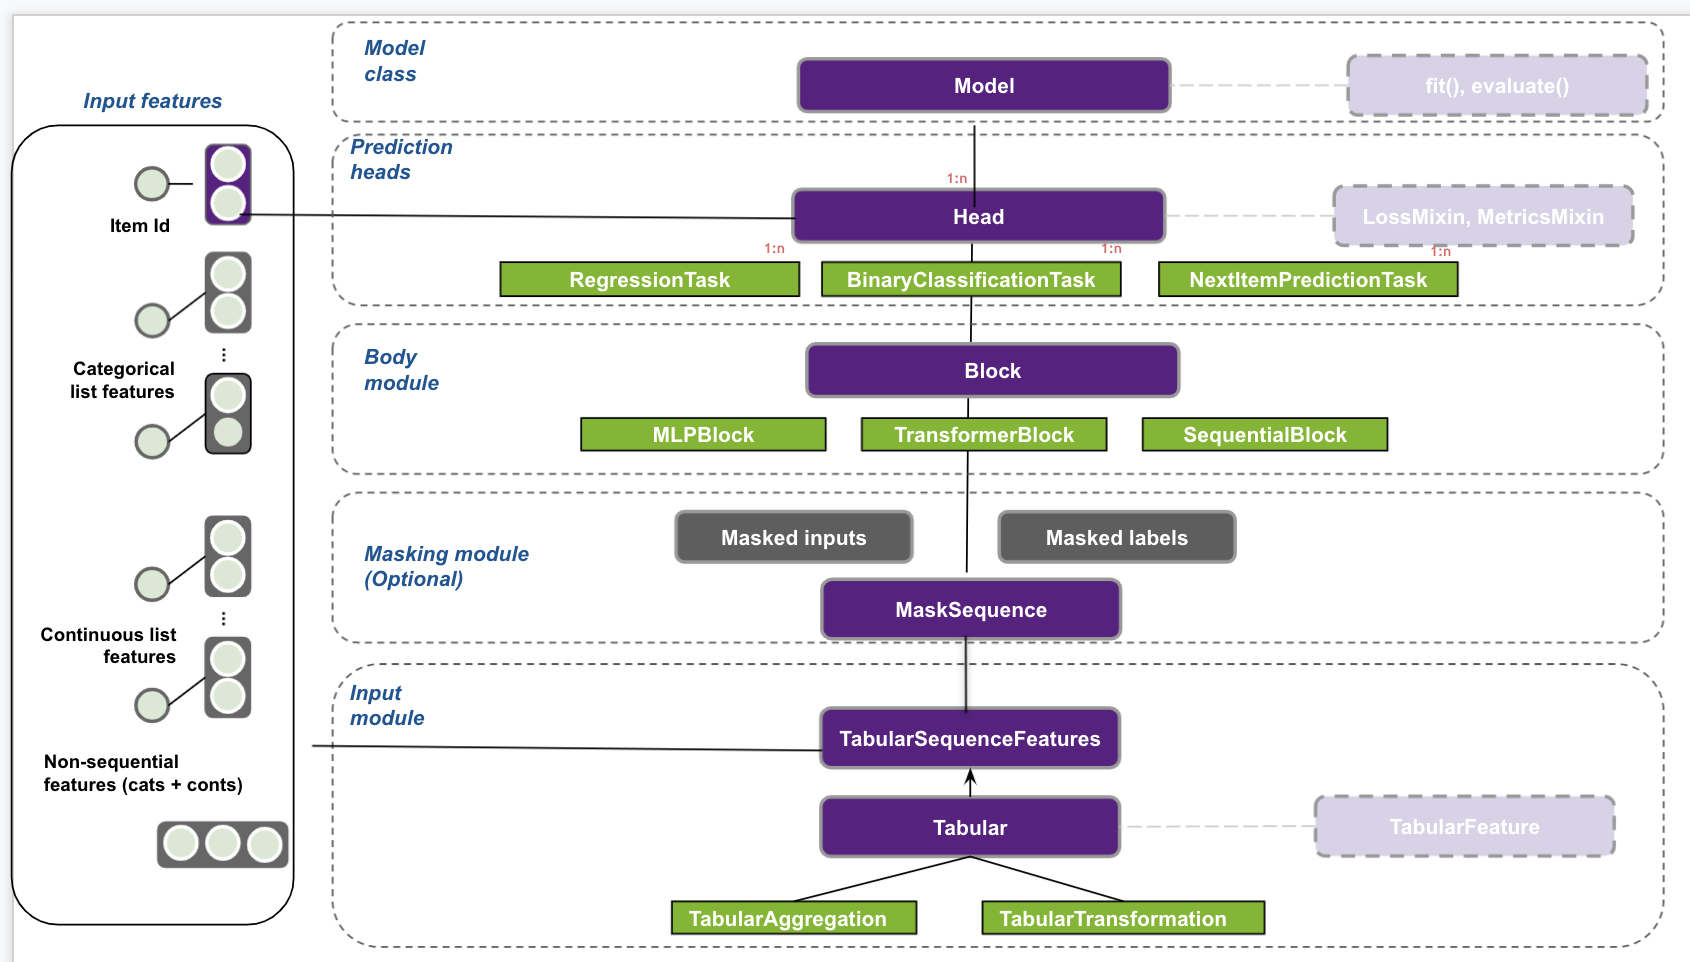 Input features
Item Id
Categorical
list features
Continuous list
features
Non-sequential
features (cats + conts)
Model
class
Model
fit(), evaluate()
Prediction
heads
1:n
Head
LossMixin, MetricsMixin
1:n
1:n
1:n
RegressionTask
BinaryClassificationTask
NextItemPredictionTask
Body
module
Block
MLPBlock
TransformerBlock
SequentialBlock
Masking module
(Optional)
Masked inputs
Masked labels
MaskSequence
Input
module
TabularSequenceFeatures
Tabular
TabularFeature
TabularAggregation
TabularTransformation